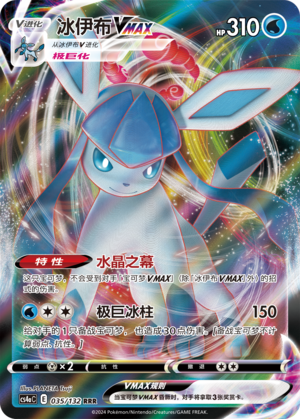 V进化
冰伊布VMAX
HP 310
从冰伊布V进化
极巨化
特性 水晶之幕
这只宝可梦,不会受到对手「宝可梦VMAX」(除「冰伊布VMAX」外)的招
式的伤害。
极巨冰柱 150
给对手的1只备战宝可梦,也造成30点伤害。[备战宝可梦不计
算弱点、抗性。]
弱点 ×2 抗性 撤退
Illus. PLANETA Tsuji
CS4aC E 035/132 RRR
VMAX规则
当宝可梦VMAX昏厥时,对手将拿取3张奖赏卡。
©2024 Pokémon/Nintendo/Creatures/GAME FREAK.